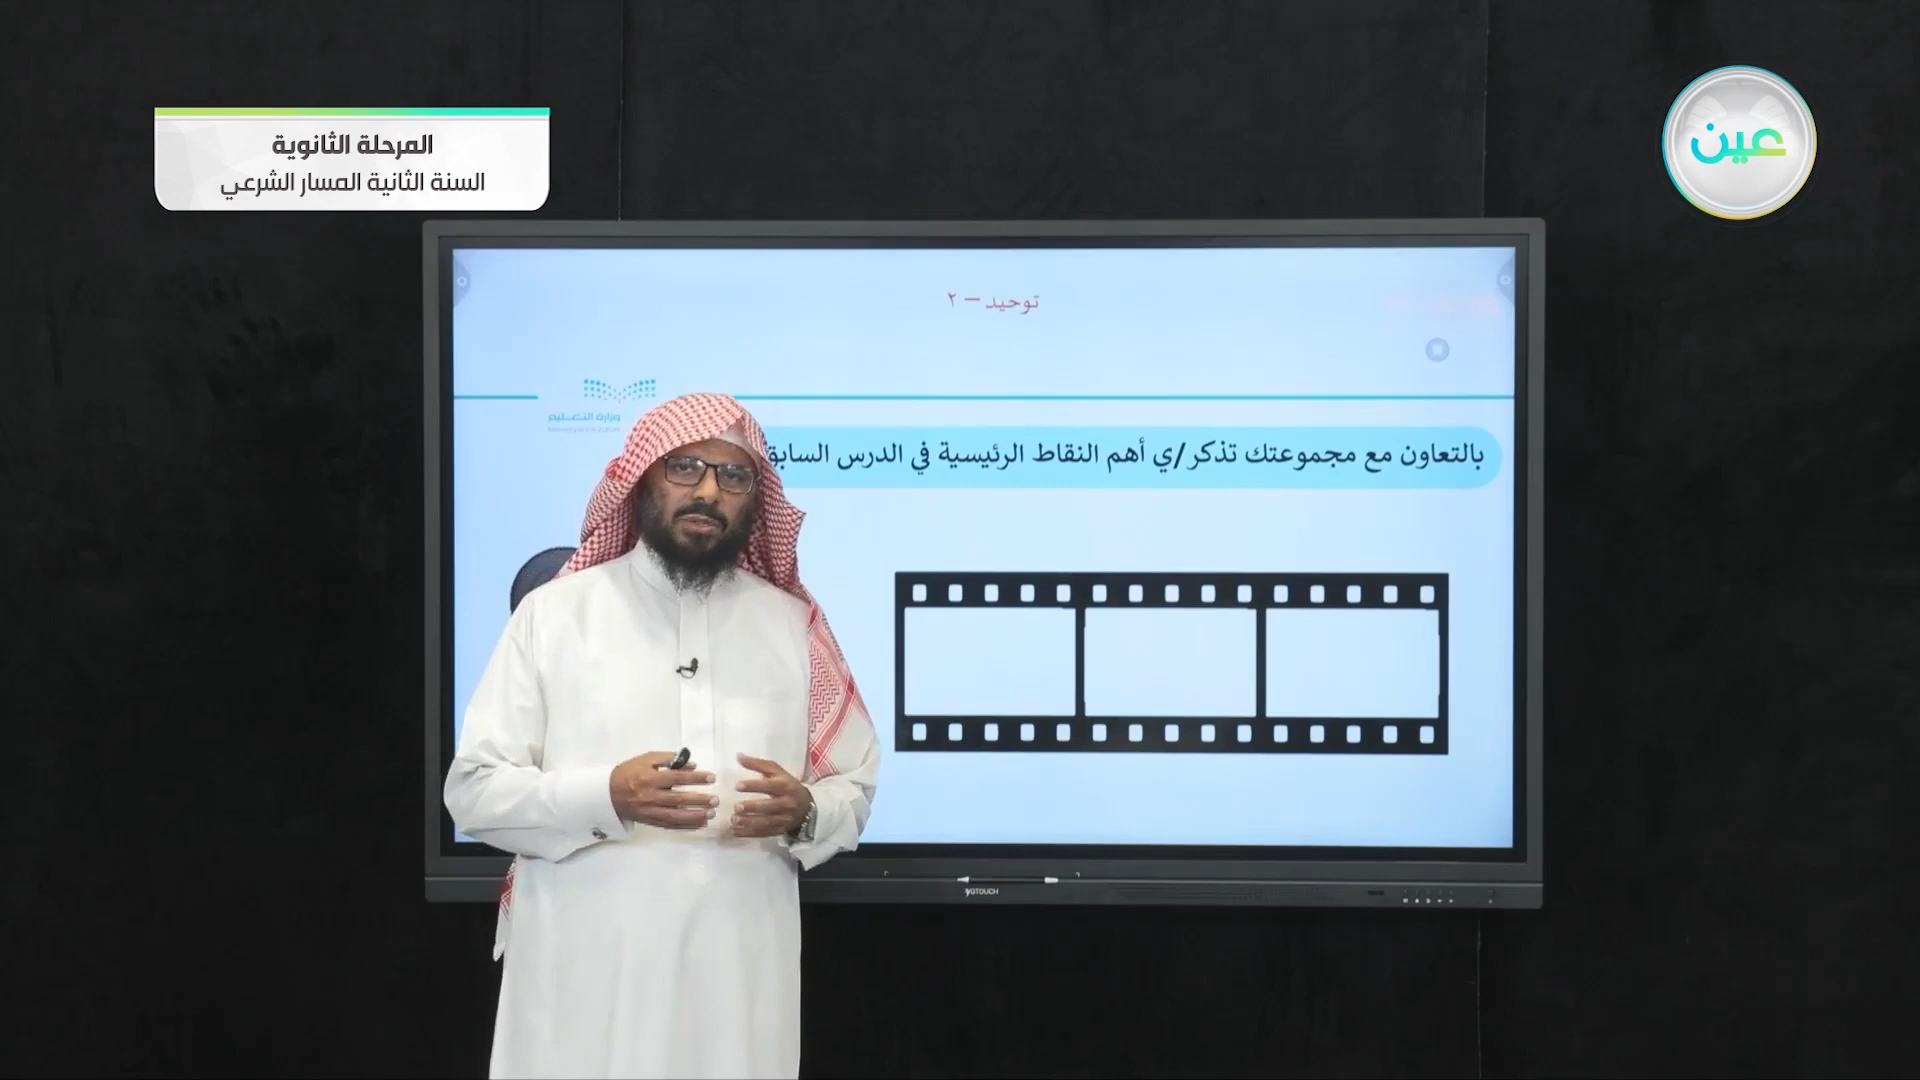 المرحلة الثانوية
السنة الثانية المسار الشرعي
عين
توحيد – ٢
وزارة التعليم
بالتعاون مع مجموعتك تذكر/ي أهم النقاط الرئيسية في الدرس السابق